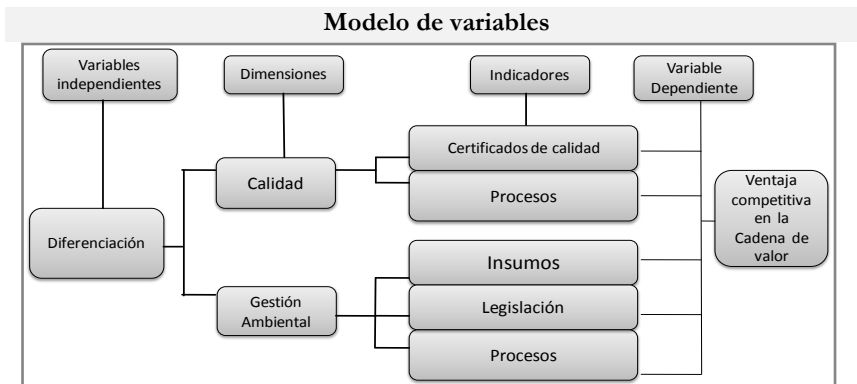 Modelo de variables
Variables
independientes
Dimensiones
Indicadores
Variable
Dependiente
Diferenciación
Calidad
Certificados de calidad
Procesos
Gestión
Ambiental
Insumos
Legislación
Procesos
Ventaja
competitiva
en la
Cadena de
valor